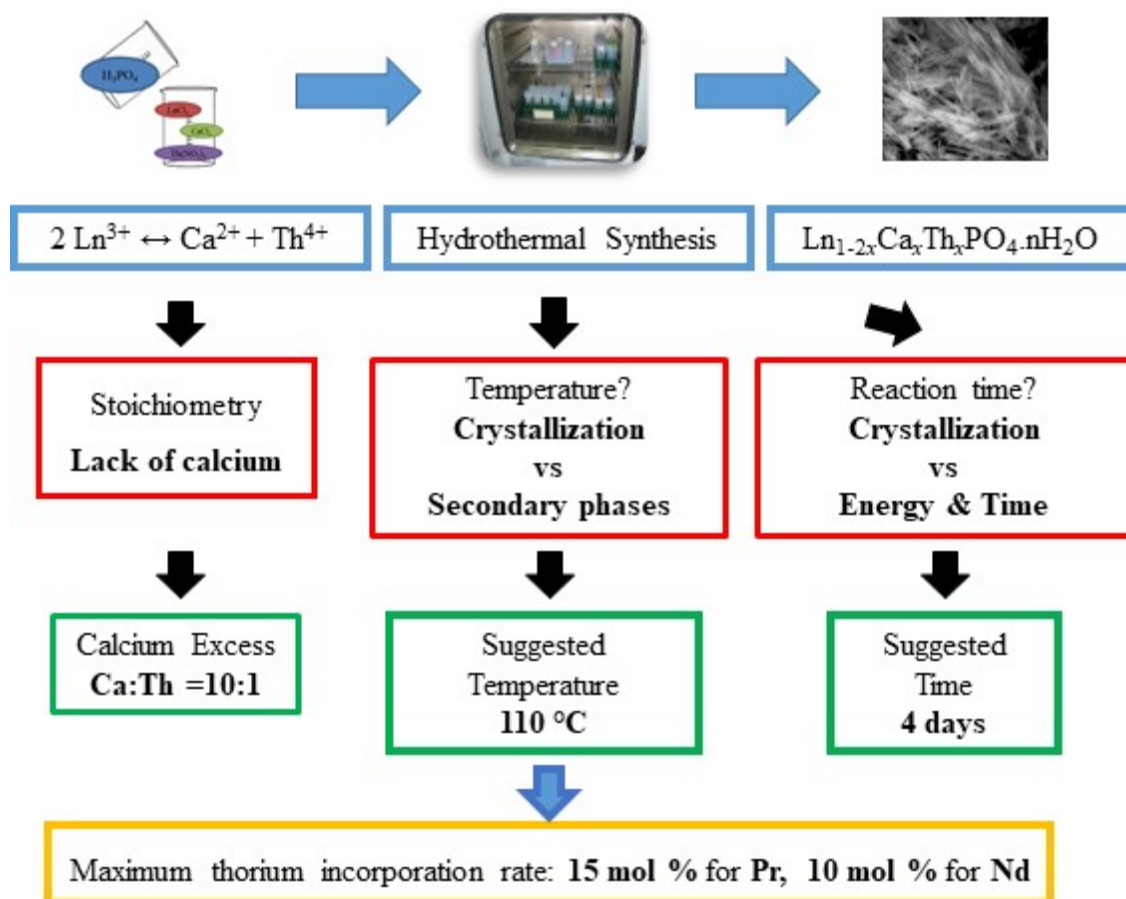 H₃PO₄
2 Ln³⁺ ↔ Ca²⁺ + Th⁴⁺
Hydrothermal Synthesis
Ln₁₋₂ₓCaₓThₓPO₄.nH₂O
Stoichiometry
Lack of calcium
Temperature?
Crystallization
vs
Secondary phases
Reaction time?
Crystallization
vs
Energy & Time
Calcium Excess
Ca:Th =10:1
Suggested
Temperature
110 °C
Suggested
Time
4 days
Maximum thorium incorporation rate: 15 mol % for Pr, 10 mol % for Nd